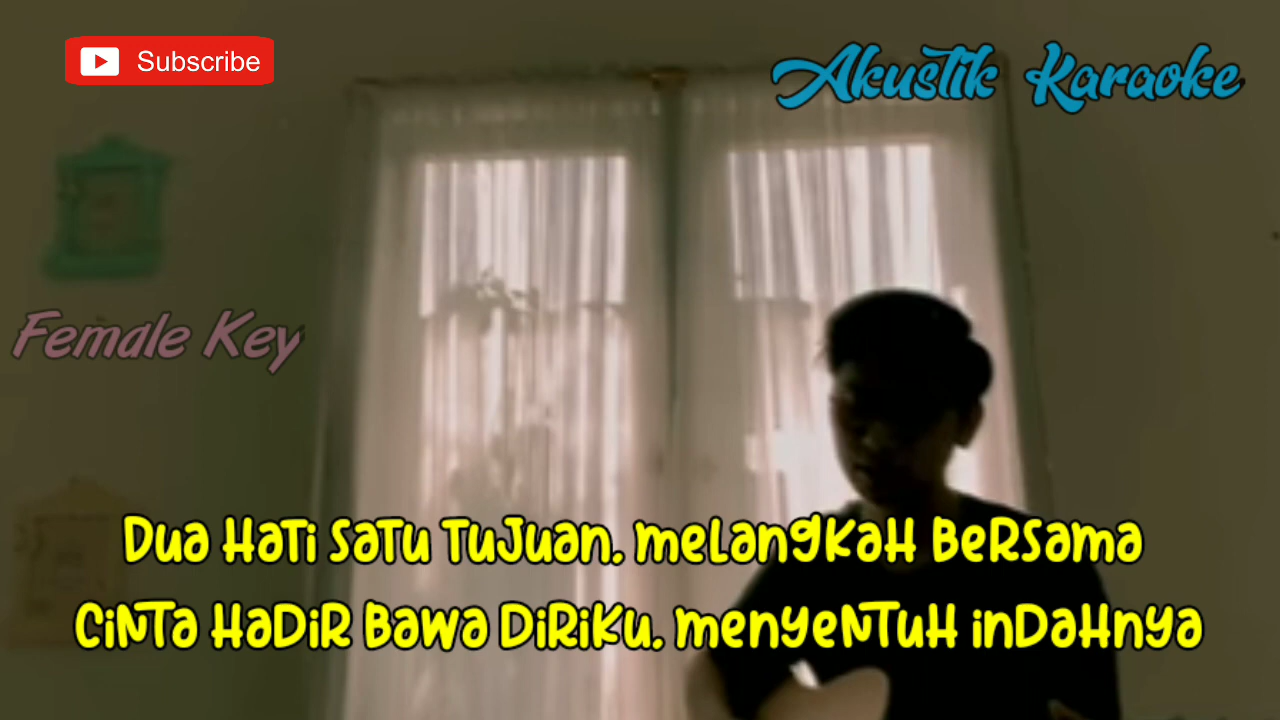 Subscribe
Akustik Karaoke
Female Key
Dua Hati Satu Tujuan, melangkah bersama
Cinta Hadir Bawa Diriku, menyentuh indahnya